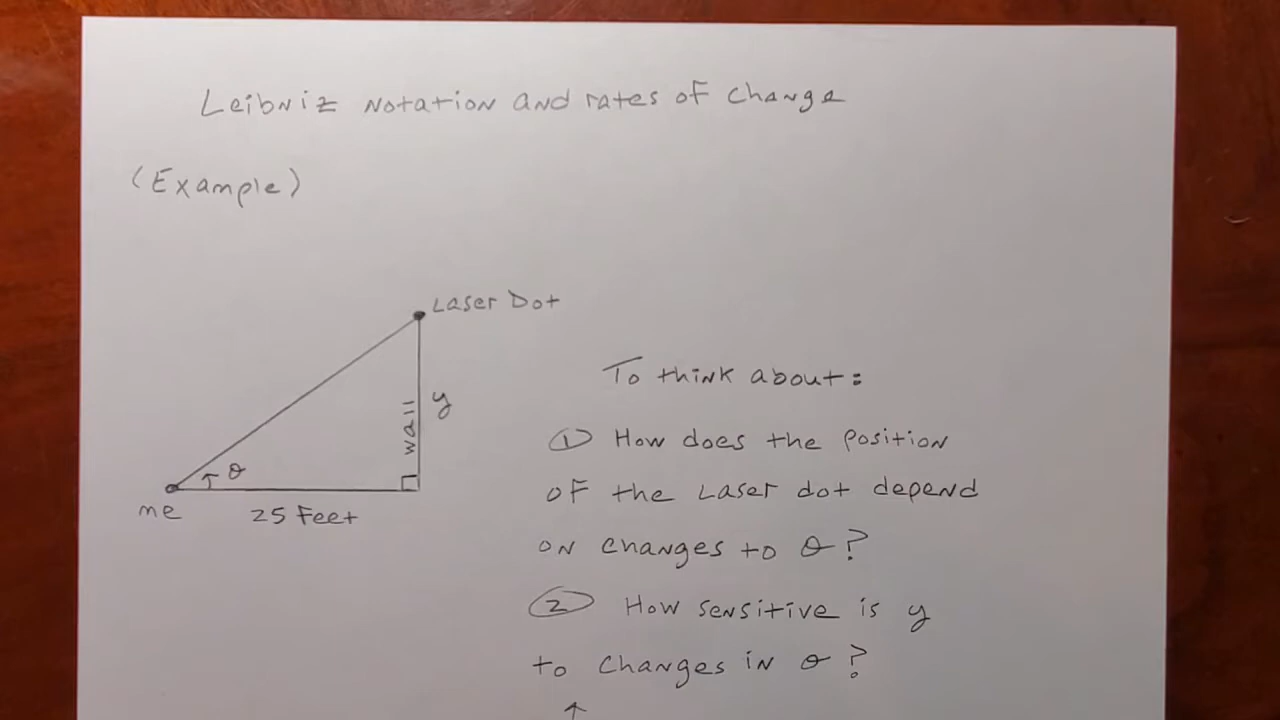 Leibniz notation and rates of change
(Example)
Laser Dot
y
wall
θ
me
25 Feet
To think about:
① How does the position
of the Laser dot depend
on changes to θ?
② How sensitive is y
to changes in θ?
↑